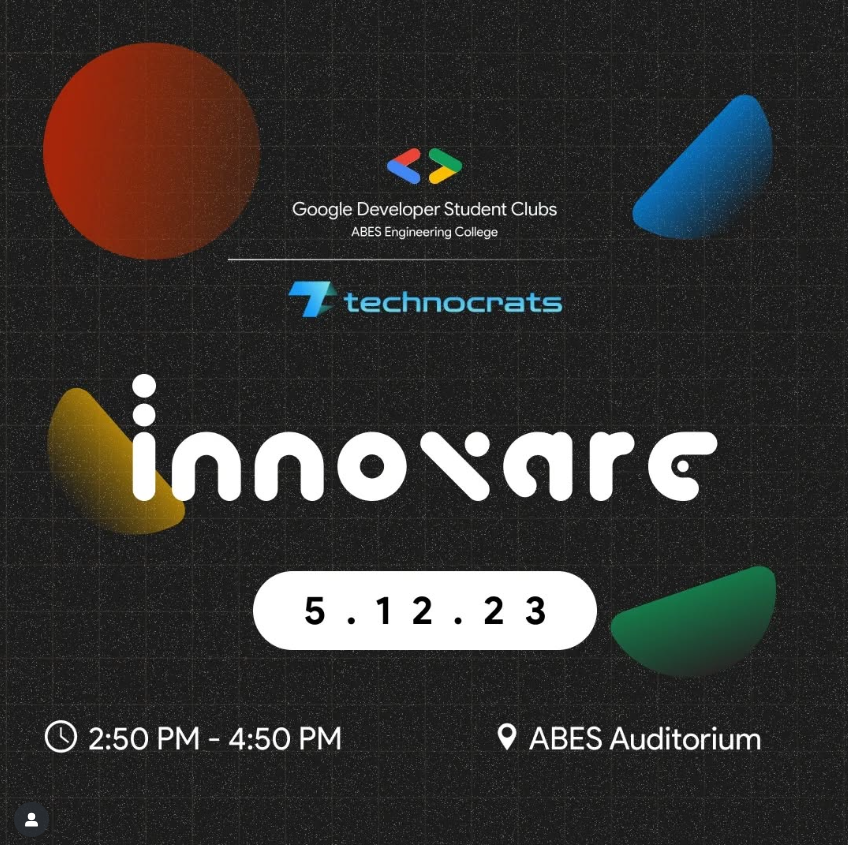 Google Developer Student Clubs
ABES Engineering College
technocrats
innovare
5.12.23
2:50 PM - 4:50 PM
ABES Auditorium